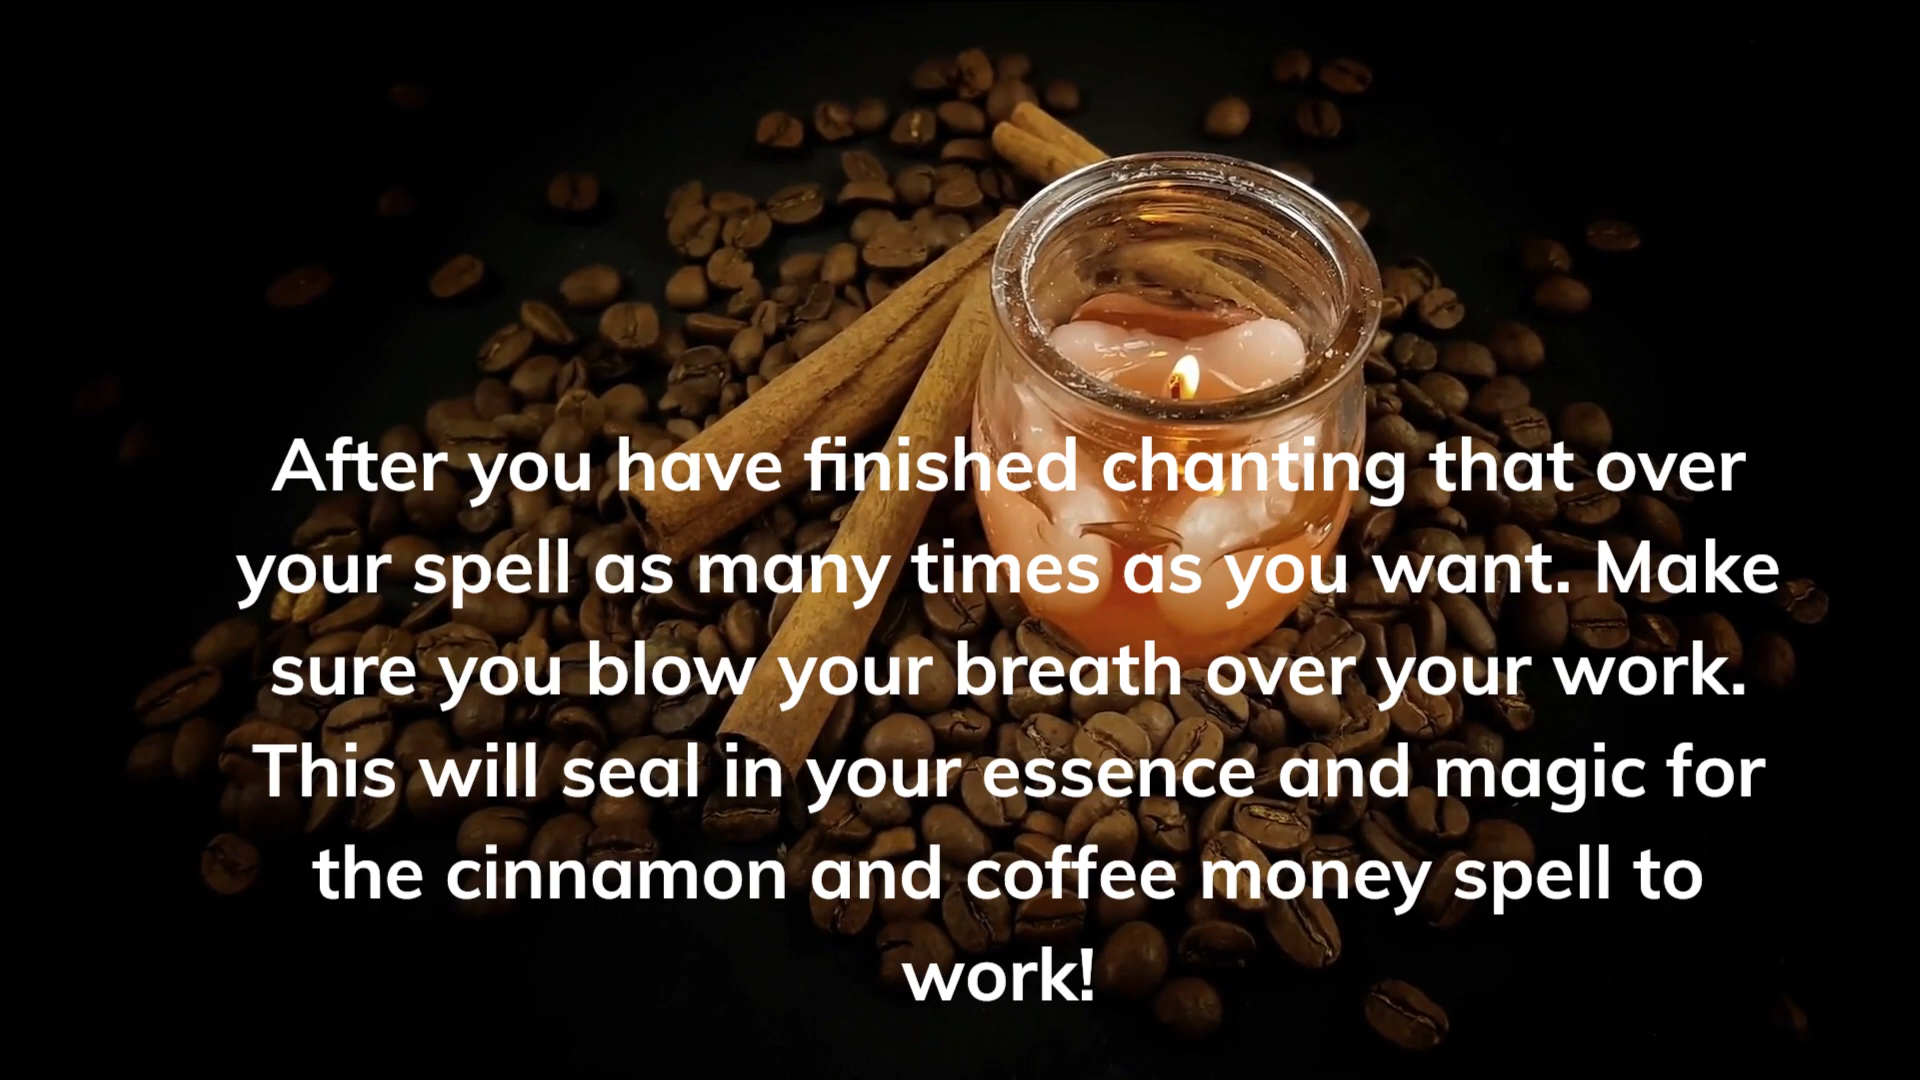 After you have finished chanting that over
your spell as many times as you want. Make
sure you blow your breath over your work.
This will seal in your essence and magic for
the cinnamon and coffee money spell to
work!